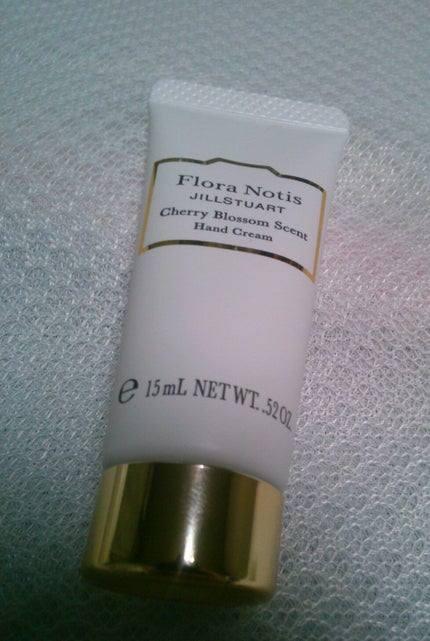 Flora Notis
JILLSTUART
Cherry Blossom Scent
Hand Cream
℮ 15mL NET WT. .52 OZ.